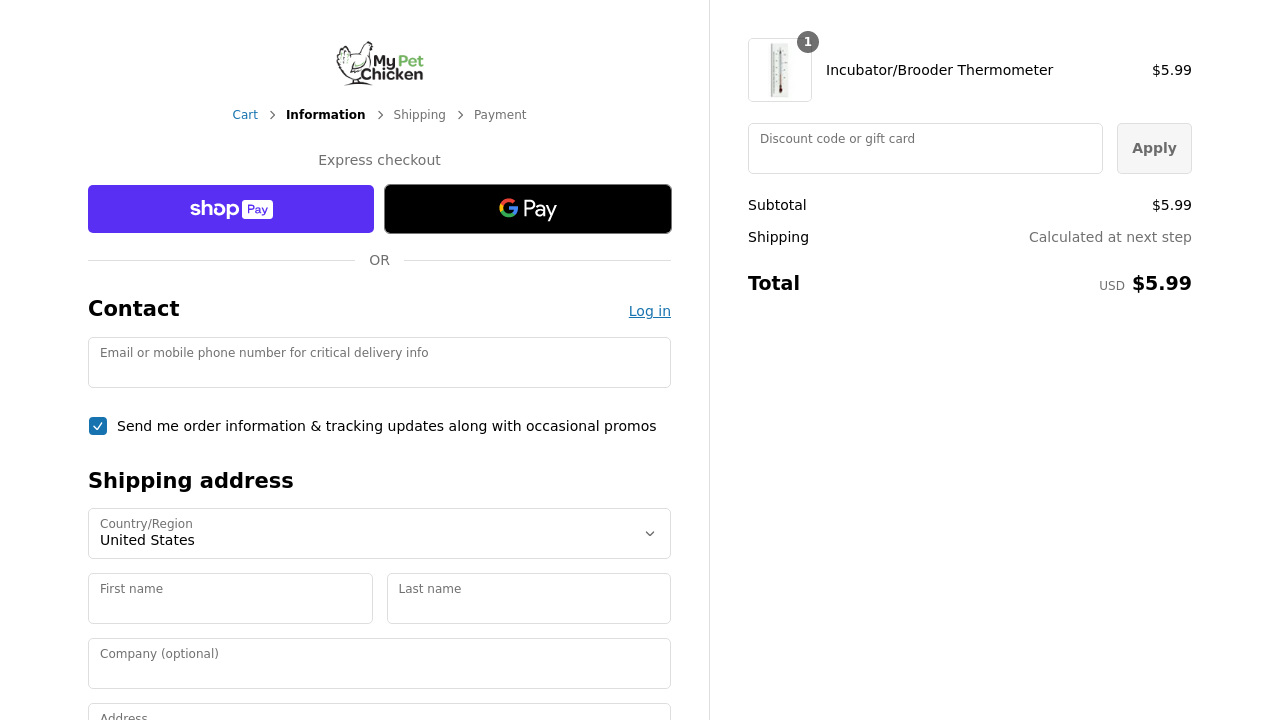 My Pet
Chicken
Cart > Information > Shipping > Payment
Express checkout
shop Pay
G Pay
OR
Contact
Log in
Email or mobile phone number for critical delivery info
Send me order information & tracking updates along with occasional promos
Shipping address
Country/Region
United States
First name
Last name
Company (optional)
Address
1
Incubator/Brooder Thermometer $5.99
Discount code or gift card
Apply
Subtotal $5.99
Shipping Calculated at next step
Total USD $5.99